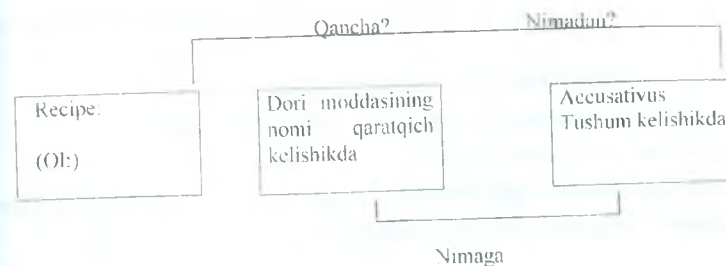 Qancha? Nimadan?
Recipe:
(Ol:)
Dori moddasining
nomi qaratqich
kelishikda
Accusativus
Tushum kelishikda
Nimaga